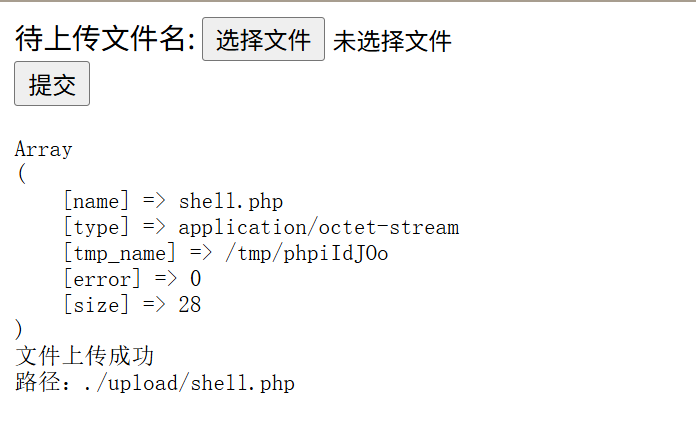 待上传文件名: 选择文件 未选择文件
提交
Array
(
[name] => shell.php
[type] => application/octet-stream
[tmp_name] => /tmp/phpiIdJOo
[error] => 0
[size] => 28
)
文件上传成功
路径：./upload/shell.php